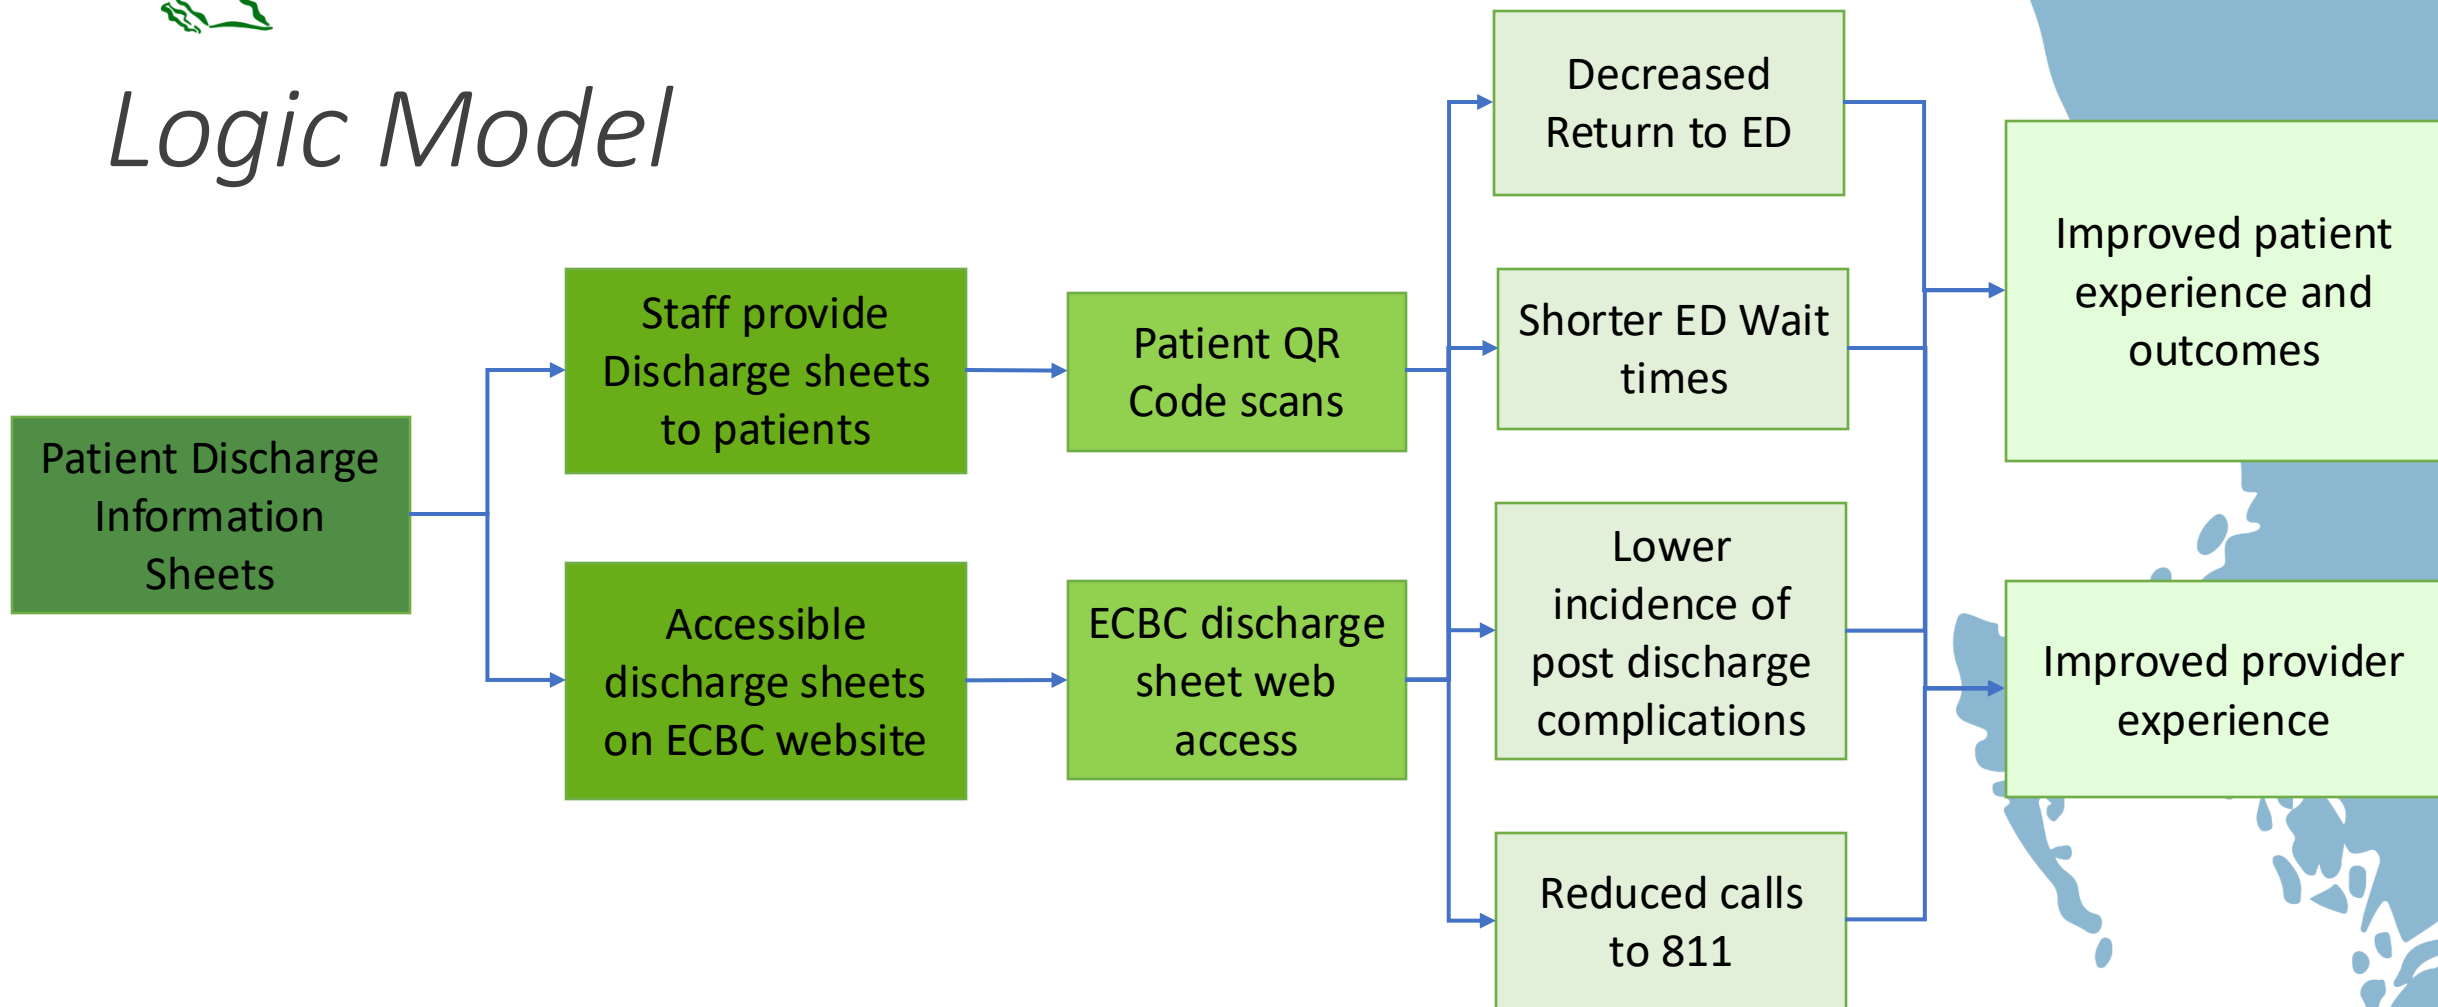 Logic Model
Patient Discharge
Information
Sheets
Staff provide
Discharge sheets
to patients
Accessible
discharge sheets
on ECBC website
Patient QR
Code scans
ECBC discharge
sheet web
access
Decreased
Return to ED
Shorter ED Wait
times
Lower
incidence of
post discharge
complications
Reduced calls
to 811
Improved patient
experience and
outcomes
Improved provider
experience